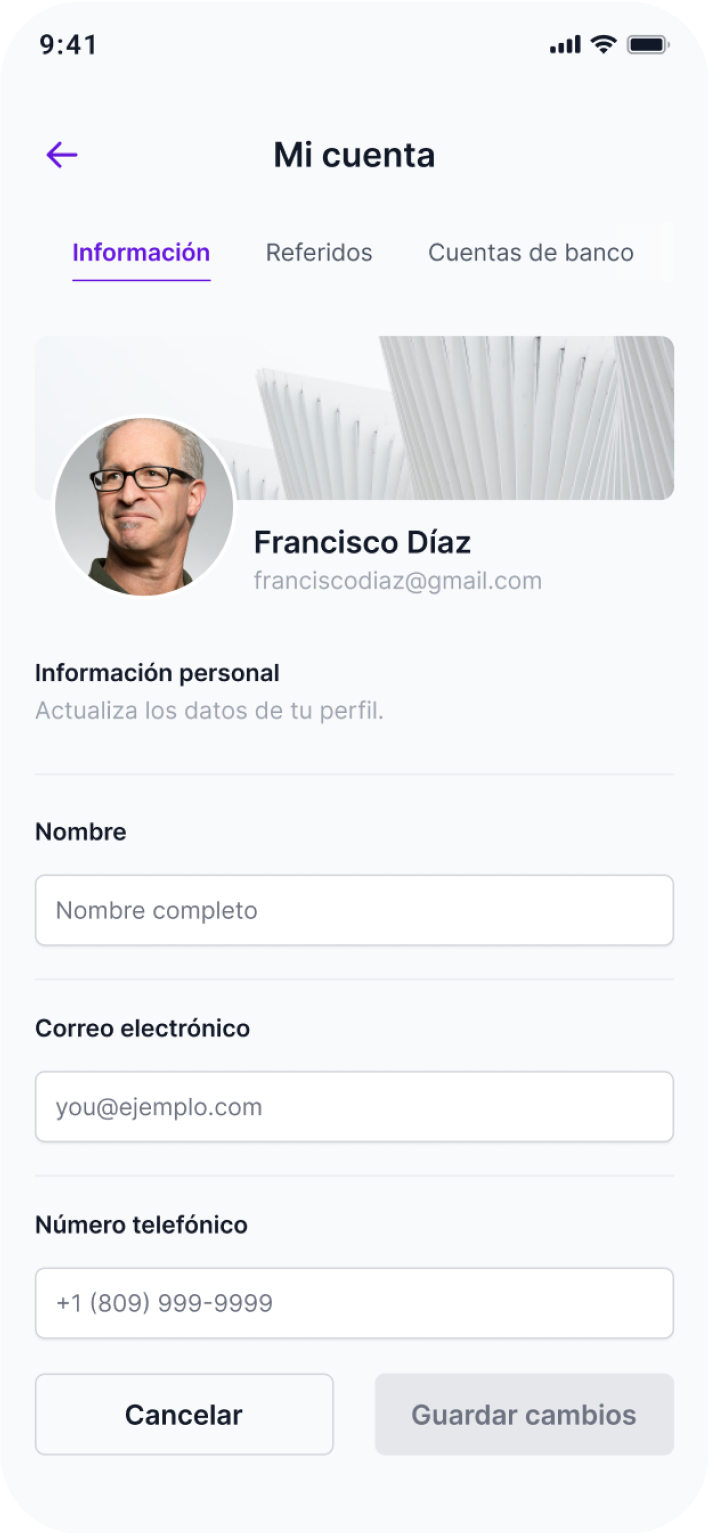 9:41
Mi cuenta
Información Referidos Cuentas de banco
Francisco Díaz
franciscodiaz@gmail.com
Información personal
Actualiza los datos de tu perfil.
Nombre
Nombre completo
Correo electrónico
you@ejemplo.com
Número telefónico
+1 (809) 999-9999
Cancelar Guardar cambios